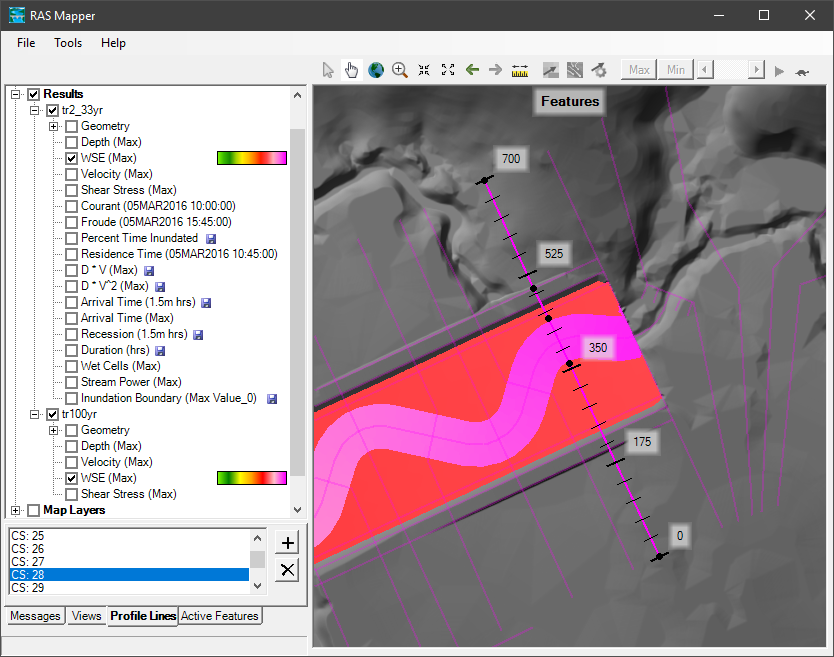 RAS Mapper
File Tools Help
Max Min
Results
tr2_33yr
Geometry
Depth (Max)
WSE (Max)
Velocity (Max)
Shear Stress (Max)
Courant (05MAR2016 10:00:00)
Froude (05MAR2016 15:45:00)
Percent Time Inundated
Residence Time (05MAR2016 10:45:00)
D * V (Max)
D * V^2 (Max)
Arrival Time (1.5m hrs)
Arrival Time (Max)
Recession (1.5m hrs)
Duration (hrs)
Wet Cells (Max)
Stream Power (Max)
Inundation Boundary (Max Value_0)
tr100yr
Geometry
Depth (Max)
Velocity (Max)
WSE (Max)
Shear Stress (Max)
Map Layers
CS: 25
CS: 26
CS: 27
CS: 28
CS: 29
Messages Views Profile Lines Active Features
Features
700
525
350
175
0